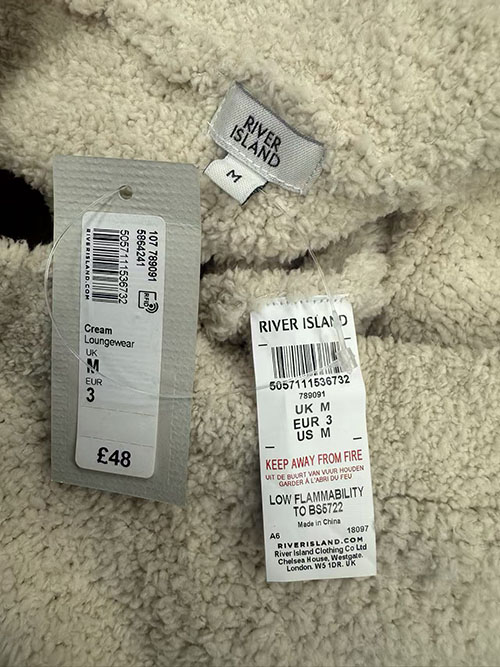 RIVER
ISLAND
M
107 789091
5864241
5057111536732
RIVERISLAND.COM
RFID
Cream
Loungewear
UK
M
EUR
3
£48
RIVER ISLAND
5057111536732
789091
UK M
EUR 3
US M
KEEP AWAY FROM FIRE
UIT DE BUURT VAN VUUR HOUDEN
GARDER À L'ABRI DU FEU
LOW FLAMMABILITY
TO BS5722
Made in China
A6 18097
RIVERISLAND.COM
River Island Clothing Co Ltd
Chelsea House, Westgate,
London. W5 1DR. UK